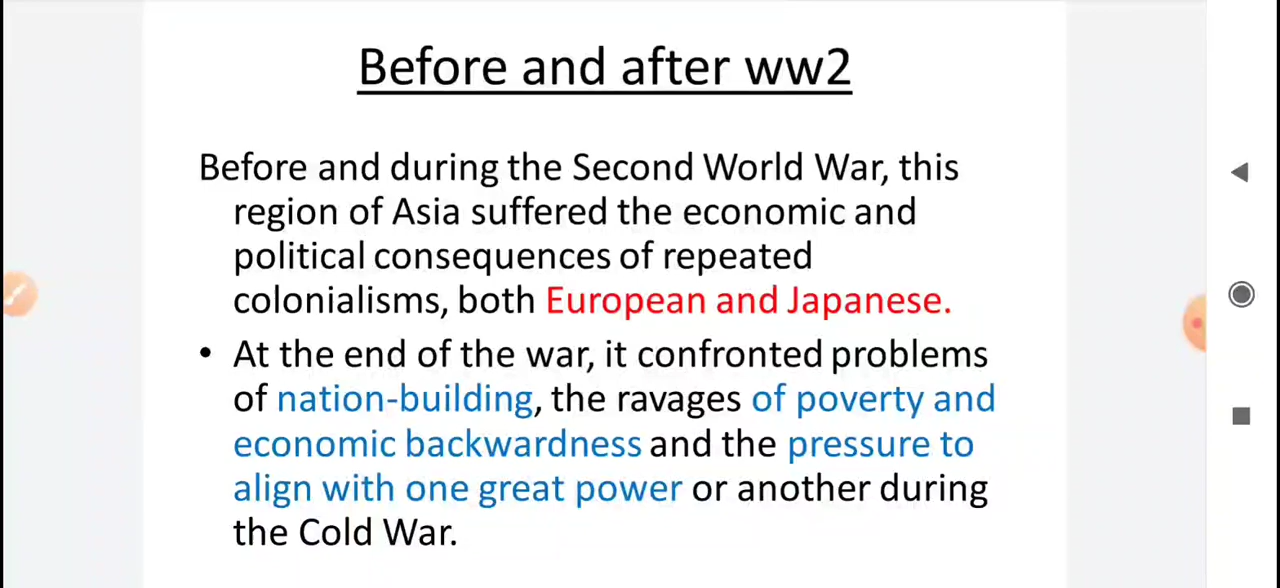 Before and after ww2
Before and during the Second World War, this
region of Asia suffered the economic and
political consequences of repeated
colonialisms, both European and Japanese.
• At the end of the war, it confronted problems
of nation-building, the ravages of poverty and
economic backwardness and the pressure to
align with one great power or another during
the Cold War.